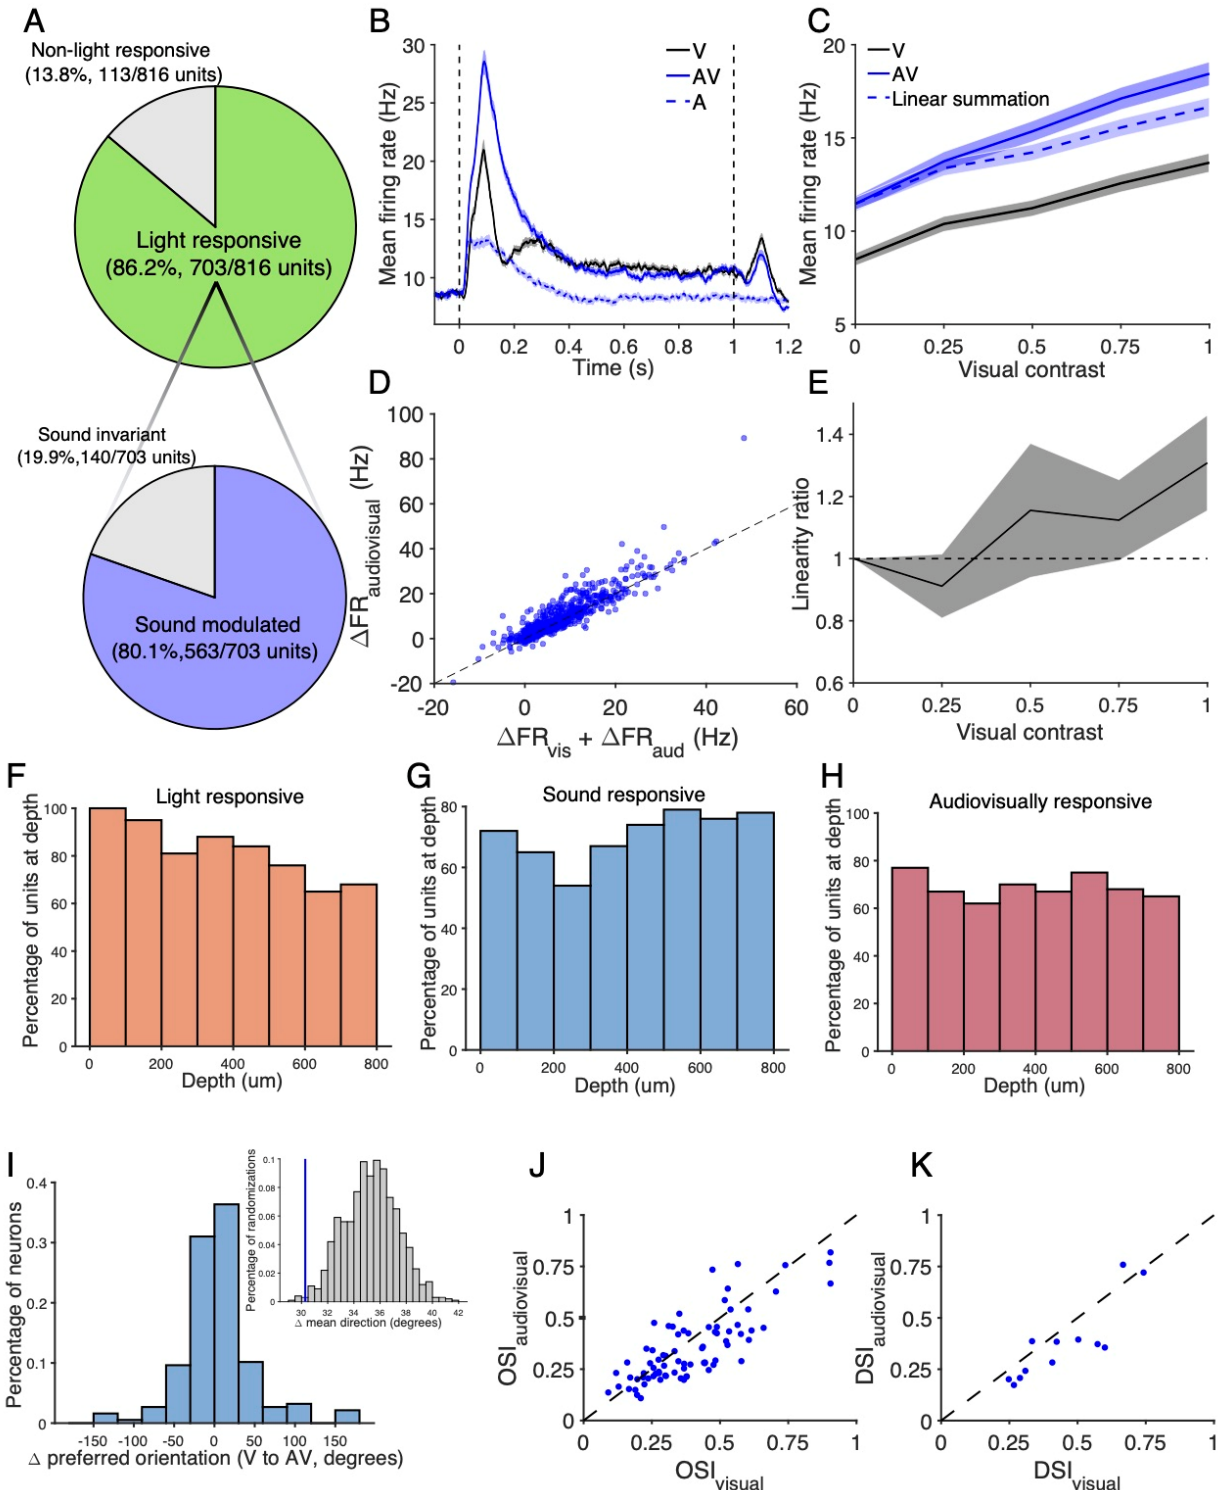 A
Non-light responsive
(13.8%, 113/816 units)
Light responsive
(86.2%, 703/816 units)
Sound invariant
(19.9%,140/703 units)
Sound modulated
(80.1%,563/703 units)
B
Mean firing rate (Hz)
30
25
20
15
10
V
AV
A
0
0.2
0.4
0.6
0.8
1
1.2
Time (s)
C
Mean firing rate (Hz)
20
15
10
5
V
AV
Linear summation
0
0.25
0.5
0.75
1
Visual contrast
D
ΔFRaudiovisual (Hz)
100
80
60
40
20
0
-20
-20
0
20
40
60
ΔFRvis + ΔFRaud (Hz)
E
Linearity ratio
1.4
1.2
1
0.8
0.6
0
0.25
0.5
0.75
1
Visual contrast
F
Light responsive
Percentage of units at depth
100
80
60
40
20
0
0
200
400
600
800
Depth (um)
G
Sound responsive
Percentage of units at depth
80
60
40
20
0
0
200
400
600
800
Depth (um)
H
Audiovisually responsive
Percentage of units at depth
100
80
60
40
20
0
0
200
400
600
800
Depth (um)
I
Percentage of neurons
0.4
0.3
0.2
0.1
0
-150
-100
-50
0
50
100
150
Δ preferred orientation (V to AV, degrees)
Percentage of randomizations
0.1
0.08
0.06
0.04
0.02
0
30
32
34
36
38
40
42
Δ mean direction (degrees)
J
OSIaudiovisual
1
0.75
0.5
0.25
0
0
0.25
0.5
0.75
1
OSIvisual
K
DSIaudiovisual
1
0.75
0.5
0.25
0
0
0.25
0.5
0.75
1
DSIvisual